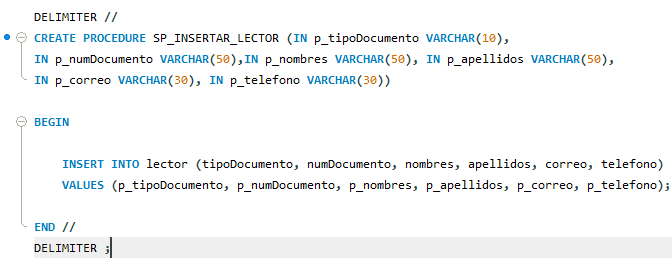 DELIMITER //
CREATE PROCEDURE SP_INSERTAR_LECTOR (IN p_tipoDocumento VARCHAR(10),
IN p_numDocumento VARCHAR(50),IN p_nombres VARCHAR(50), IN p_apellidos VARCHAR(50),
IN p_correo VARCHAR(30), IN p_telefono VARCHAR(30))
BEGIN
INSERT INTO lector (tipoDocumento, numDocumento, nombres, apellidos, correo, telefono)
VALUES (p_tipoDocumento, p_numDocumento, p_nombres, p_apellidos, p_correo, p_telefono);
END //
DELIMITER ;